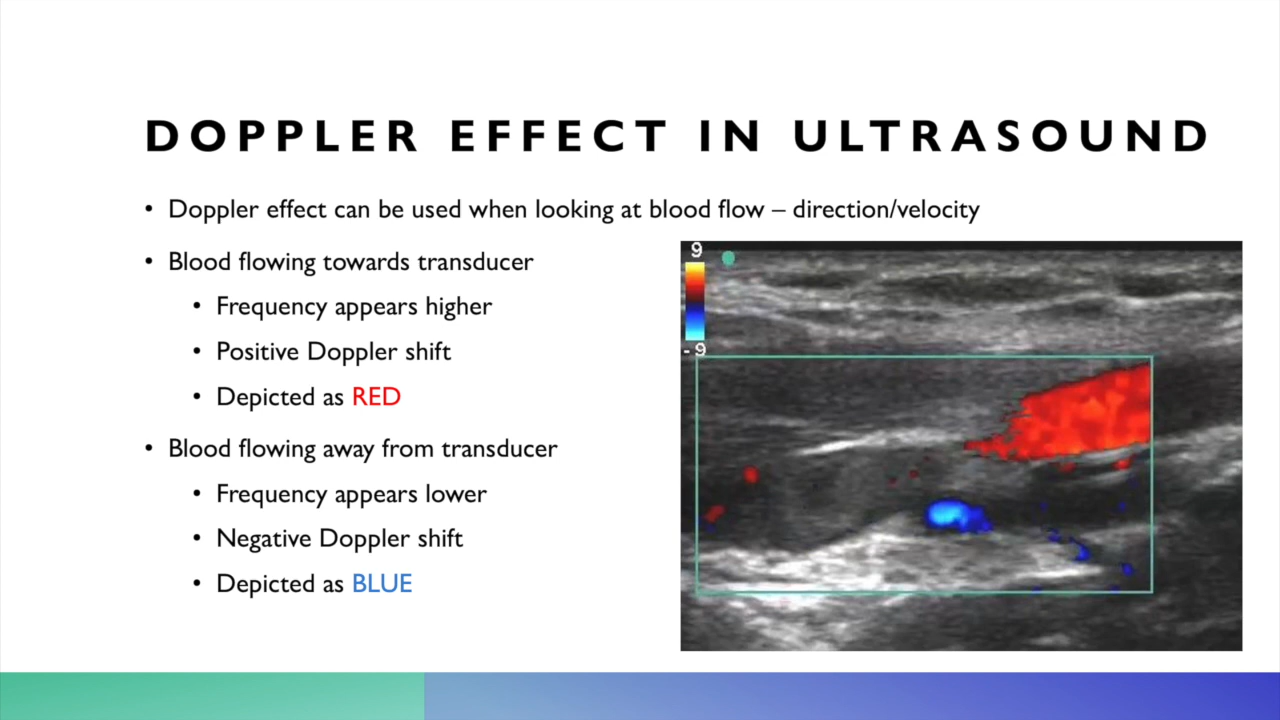 DOPPLER EFFECT IN ULTRASOUND
• Doppler effect can be used when looking at blood flow – direction/velocity
• Blood flowing towards transducer
• Frequency appears higher
• Positive Doppler shift
• Depicted as RED
• Blood flowing away from transducer
• Frequency appears lower
• Negative Doppler shift
• Depicted as BLUE
9
- 9